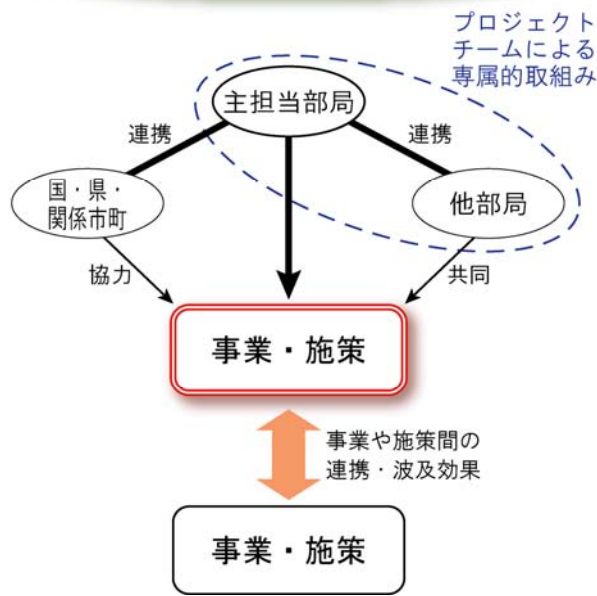 プロジェクト
チームによる
専属的取組み
主担当部局
連携
連携
国・県・
関係市町
他部局
協力
共同
事業・施策
事業や施策間の
連携・波及効果
事業・施策